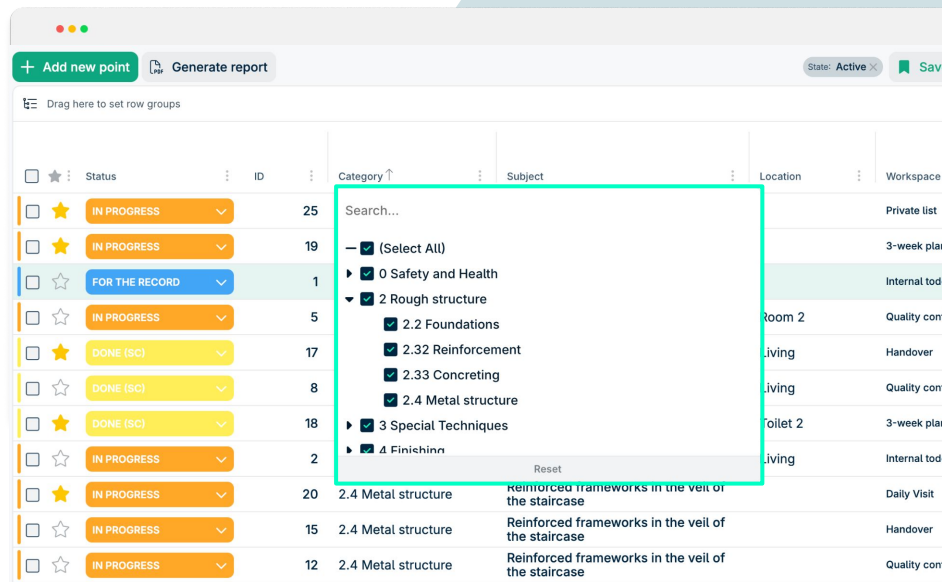 Add new point
PDF
Generate report
State: Active
Sav
Drag here to set row groups
Status
ID
Category
Subject
Location
Workspace
IN PROGRESS
25
Private list
IN PROGRESS
19
3-week plan
FOR THE RECORD
1
Internal tod
IN PROGRESS
5
Room 2
Quality con
DONE (SC)
17
Living
Handover
DONE (SC)
8
Living
Quality con
DONE (SC)
18
Toilet 2
3-week plan
IN PROGRESS
2
Living
Internal tod
Search...
(Select All)
0 Safety and Health
2 Rough structure
2.2 Foundations
2.32 Reinforcement
2.33 Concreting
2.4 Metal structure
3 Special Techniques
4 Finishing
Reset
IN PROGRESS
20
2.4 Metal structure
Reinforced frameworks in the veil of
the staircase
Daily Visit
IN PROGRESS
15
2.4 Metal structure
Reinforced frameworks in the veil of
the staircase
Handover
IN PROGRESS
12
2.4 Metal structure
Reinforced frameworks in the veil of
the staircase
Quality con